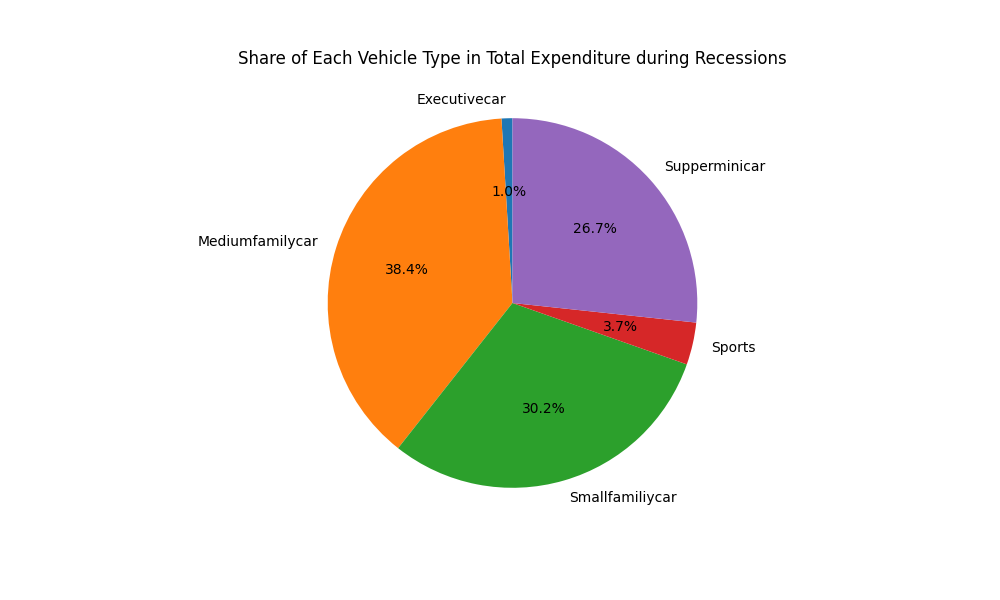 Share of Each Vehicle Type in Total Expenditure during Recessions
Executivecar
1.0%
Supperminicar
26.7%
Mediumfamilycar
38.4%
3.7%
Sports
30.2%
Smallfamiliycar